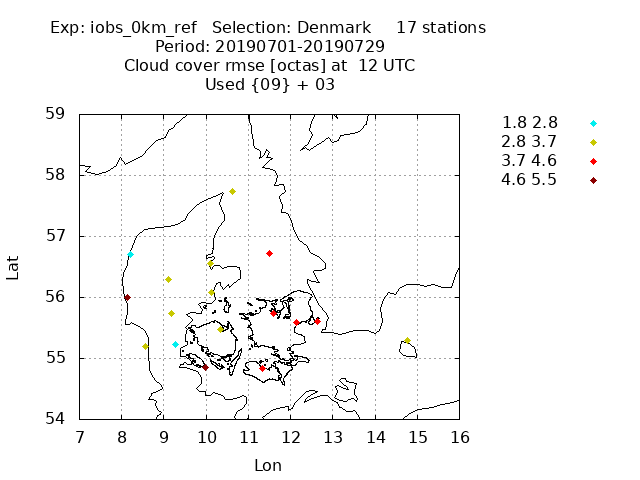 Exp: iobs_0km_ref   Selection: Denmark     17 stations
Period: 20190701-20190729
Cloud cover rmse [octas] at  12 UTC
Used {09} + 03
1.8 2.8
2.8 3.7
3.7 4.6
4.6 5.5
59
58
57
56
55
54
Lat
7 8 9 10 11 12 13 14 15 16
Lon